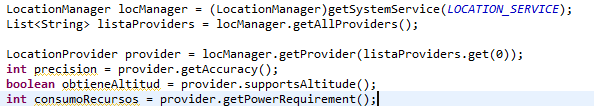 LocationManager locManager = (LocationManager)getSystemService(LOCATION_SERVICE);
List<String> listaProviders = locManager.getAllProviders();
LocationProvider provider = locManager.getProvider(listaProviders.get(0));
int precision = provider.getAccuracy();
boolean obtieneAltitud = provider.supportsAltitude();
int consumoRecursos = provider.getPowerRequirement();